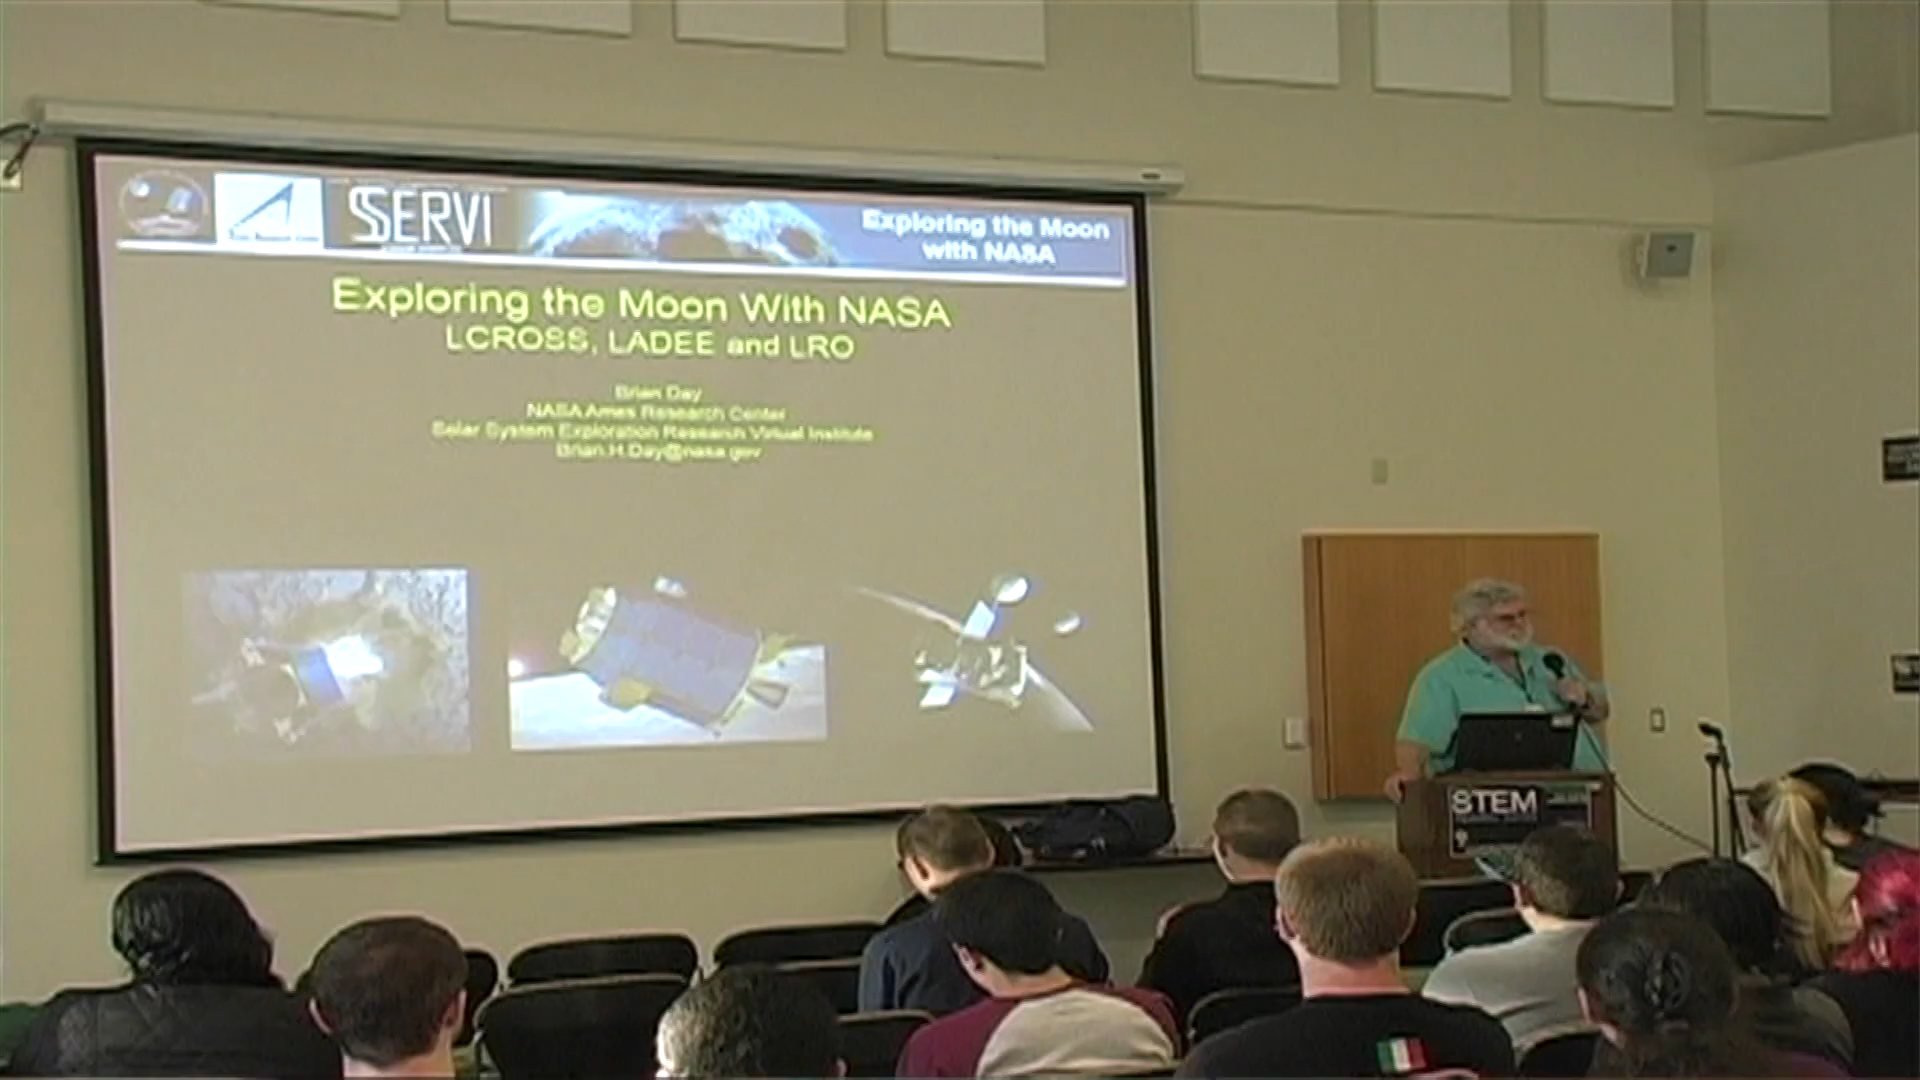 SSERVI
Exploring the Moon
with NASA
Exploring the Moon With NASA
LCROSS, LADEE and LRO
Brian Day
NASA Ames Research Center
Solar System Exploration Research Virtual Institute
Brian.H.Day@nasa.gov
STEM